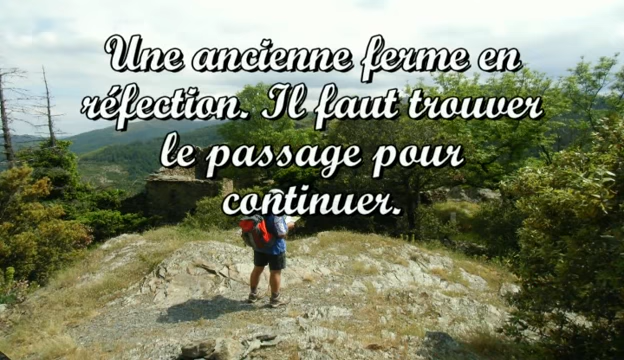 Une ancienne ferme en
réfection. Il faut trouver
le passage pour
continuer.